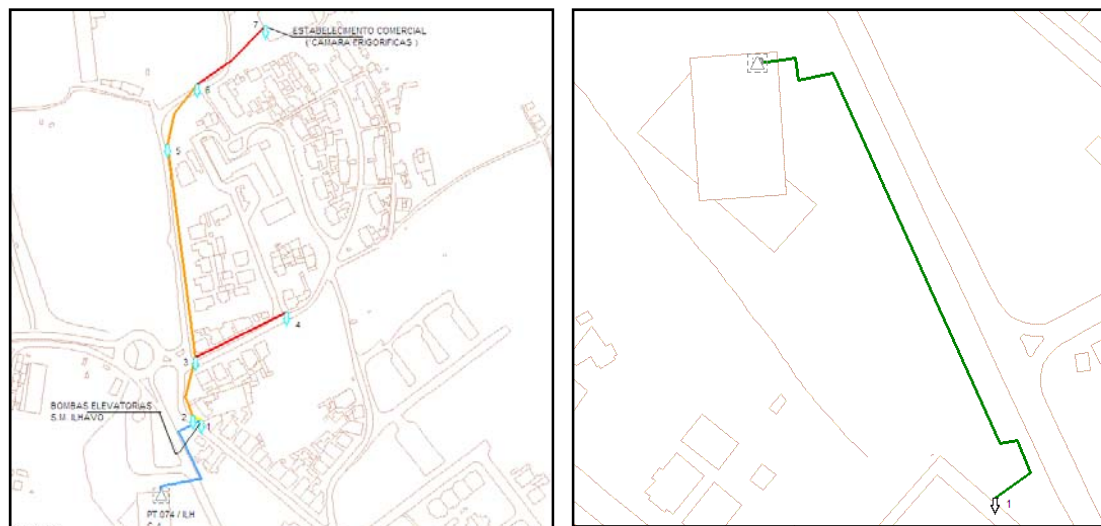 7
ESTABELECIMENTO COMERCIAL
( CAMARA FRIGORIFICAS )
6
5
4
3
BOMBAS ELEVATORIAS
S.M. ILHAVO
2
1
PT 074 / ILH
1